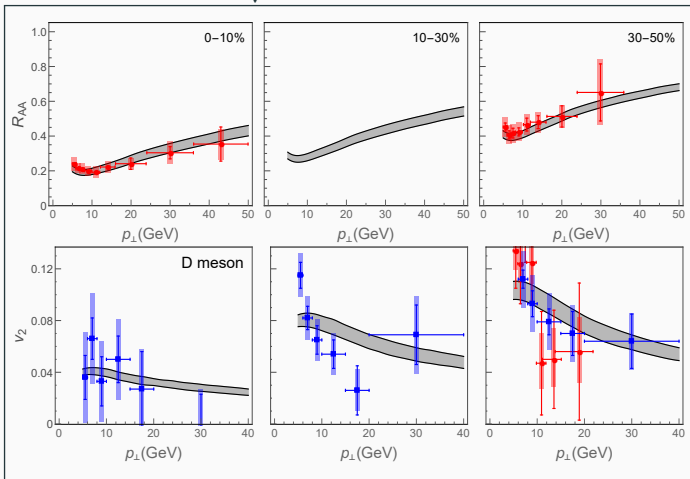 0−10%
10−30%
30−50%
R_AA
1.0
0.8
0.6
0.4
0.2
0
0 10 20 30 40 50
0 10 20 30 40 50
0 10 20 30 40 50
p⊥(GeV)
p⊥(GeV)
p⊥(GeV)
D meson
v₂
0.12
0.08
0.04
0
0 10 20 30 40
0 10 20 30 40
0 10 20 30 40
p⊥(GeV)
p⊥(GeV)
p⊥(GeV)